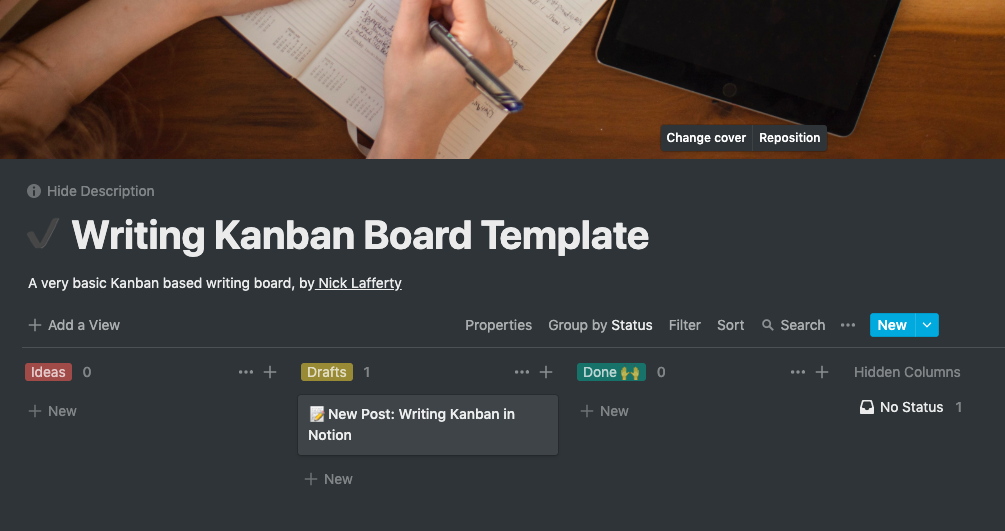 Change cover Reposition
Hide Description
Writing Kanban Board Template
A very basic Kanban based writing board, by Nick Lafferty
Add a View Properties Group by Status Filter Sort Search ••• New
Ideas 0 ••• Drafts 1 ••• Done 🙌 0 ••• Hidden Columns
New
📝 New Post: Writing Kanban in
Notion
New
No Status 1
New